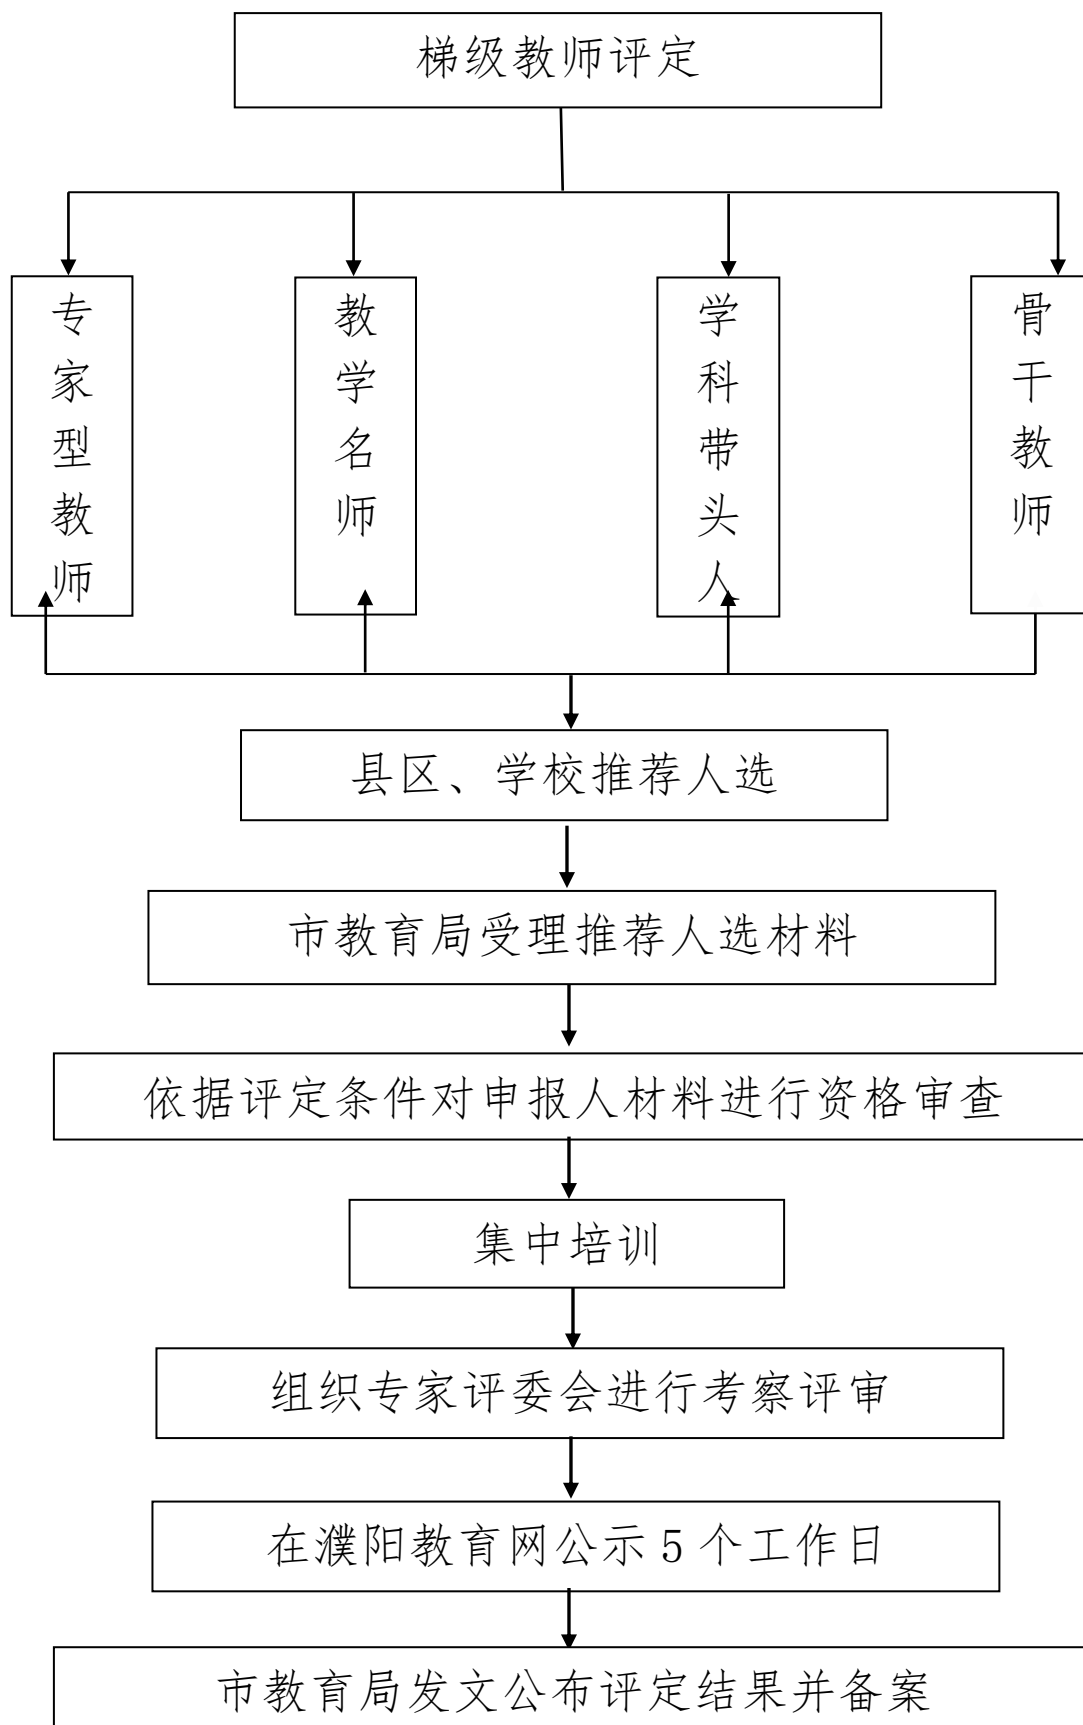 梯级教师评定
专家型教师
教学名师
学科带头人
骨干教师
县区、学校推荐人选
市教育局受理推荐人选材料
依据评定条件对申报人材料进行资格审查
集中培训
组织专家评委会进行考察评审
在濮阳教育网公示5个工作日
市教育局发文公布评定结果并备案